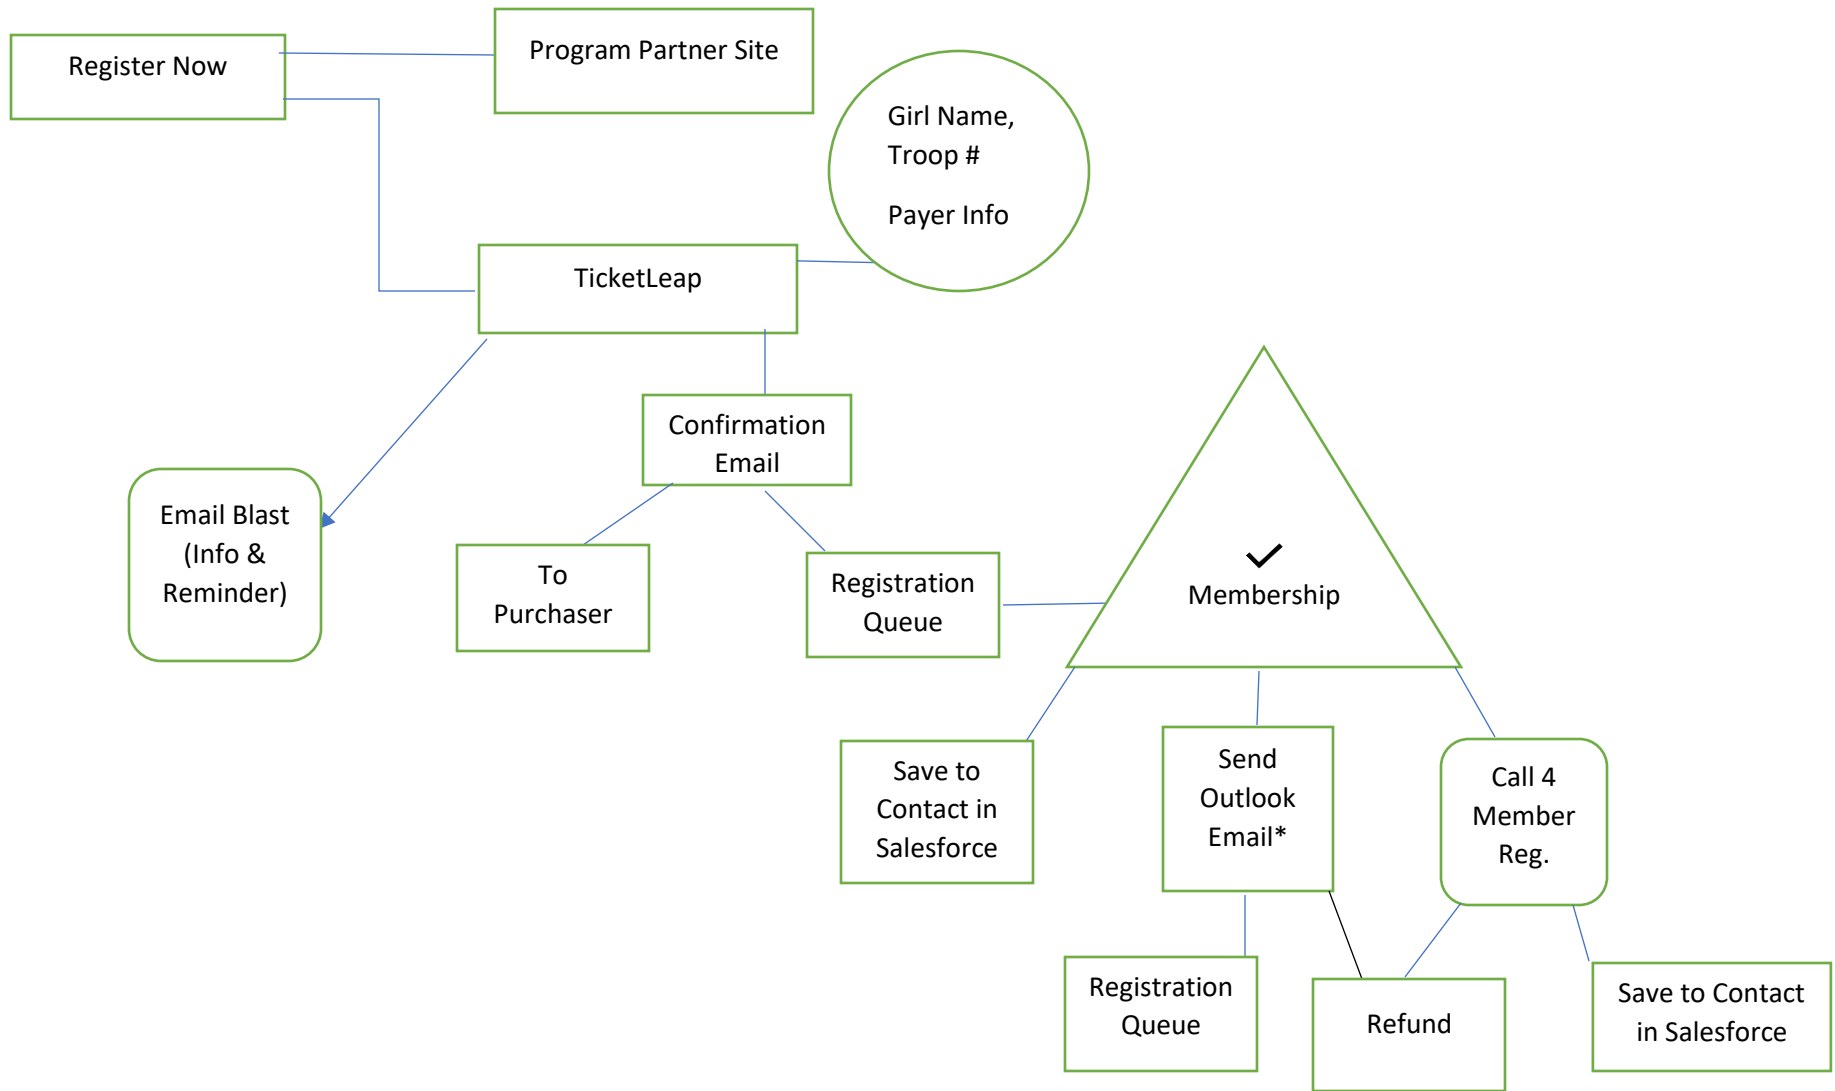 Register Now
Program Partner Site
Girl Name,
Troop #
Payer Info
TicketLeap
Confirmation
Email
Email Blast
(Info &
Reminder)
To
Purchaser
Registration
Queue
✓
Membership
Save to
Contact in
Salesforce
Send
Outlook
Email*
Call 4
Member
Reg.
Registration
Queue
Refund
Save to Contact
in Salesforce